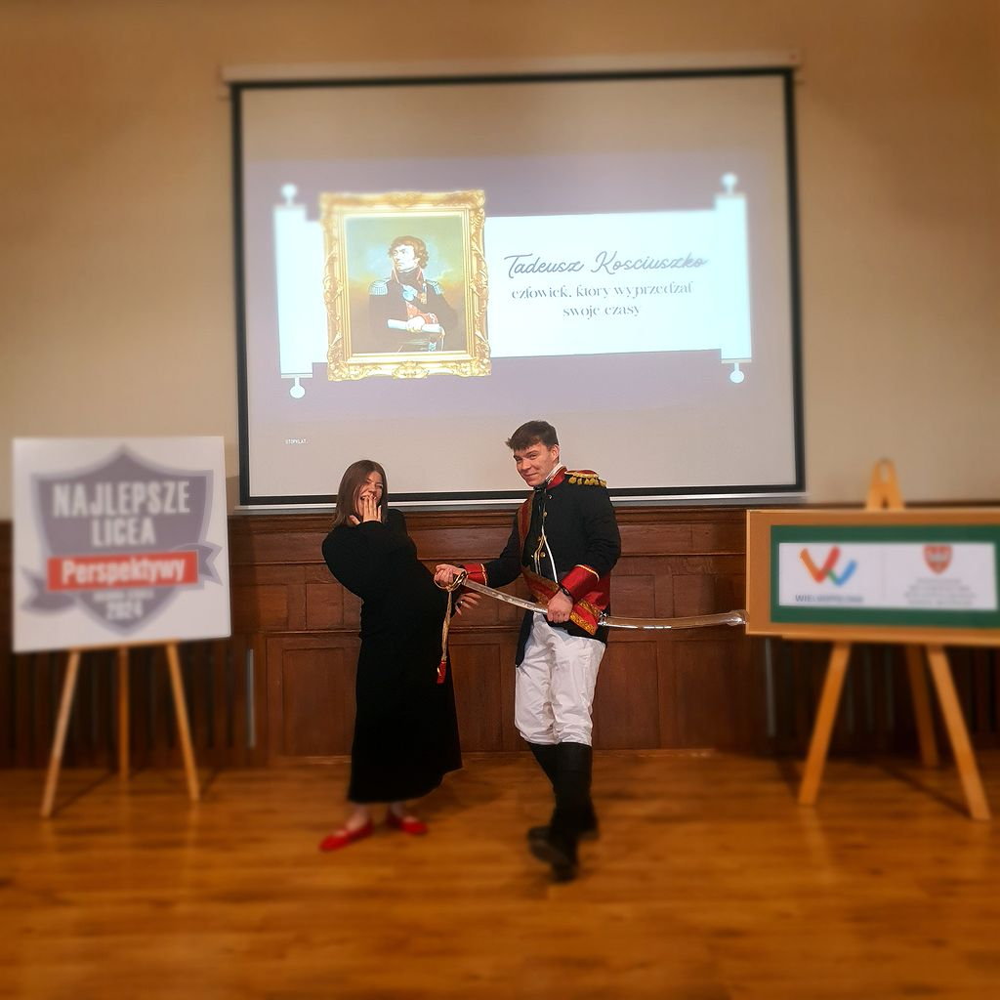 Tadeusz Kosciuszko
człowiek, który wyprzedzał
swoje czasy
NAJLEPSZE
LICEA
Perspektywy
2024
WIELKOPOLSKA